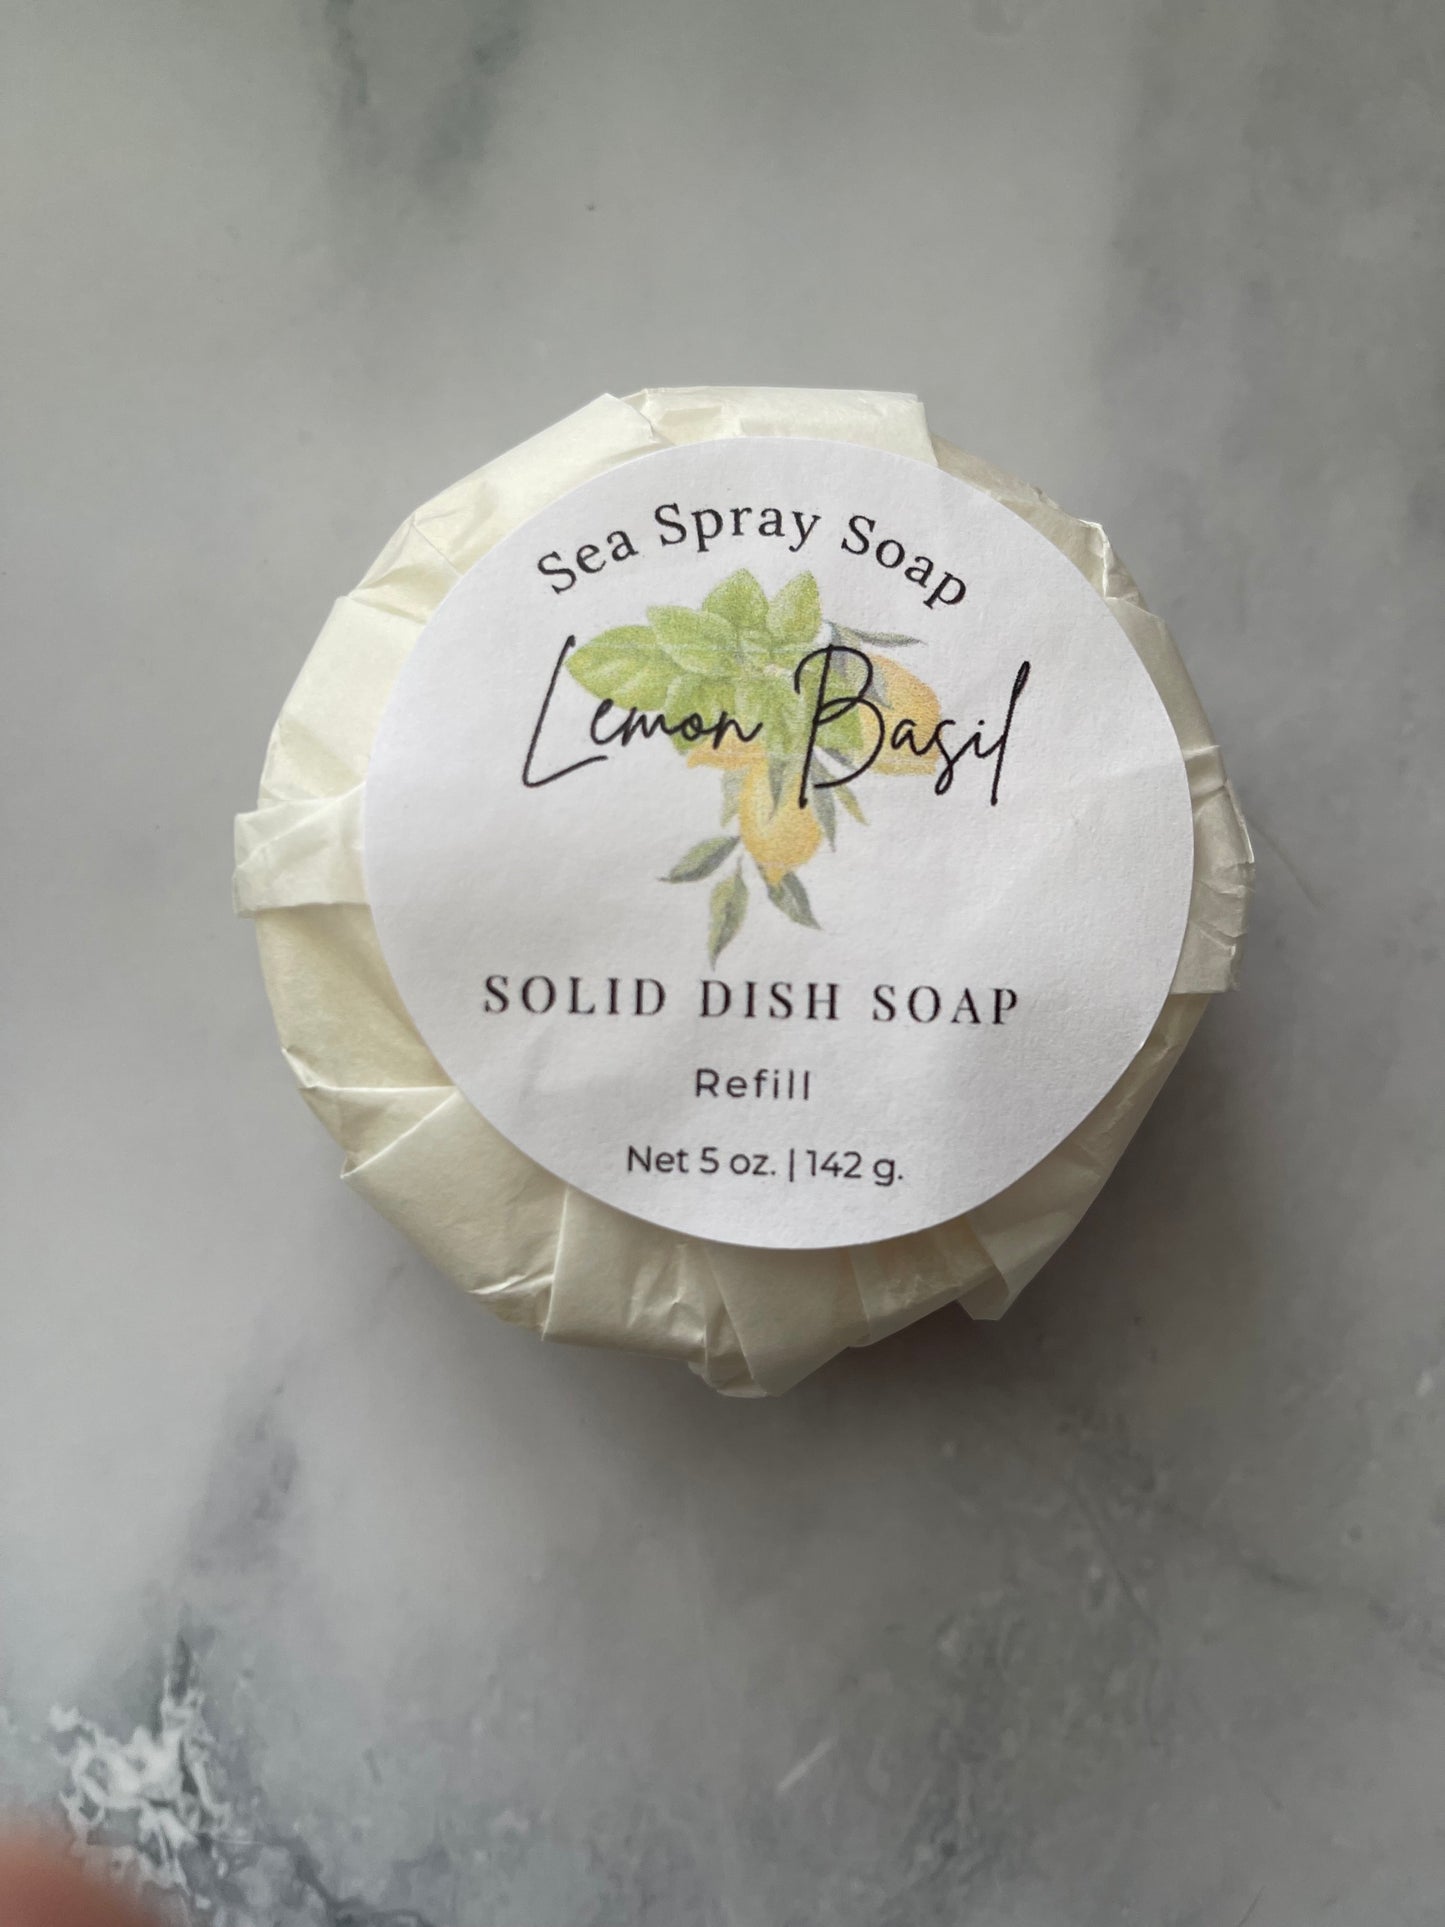 Sea Spray Soap
Lemon Basil
SOLID DISH SOAP
Refill
Net 5 oz. | 142 g.